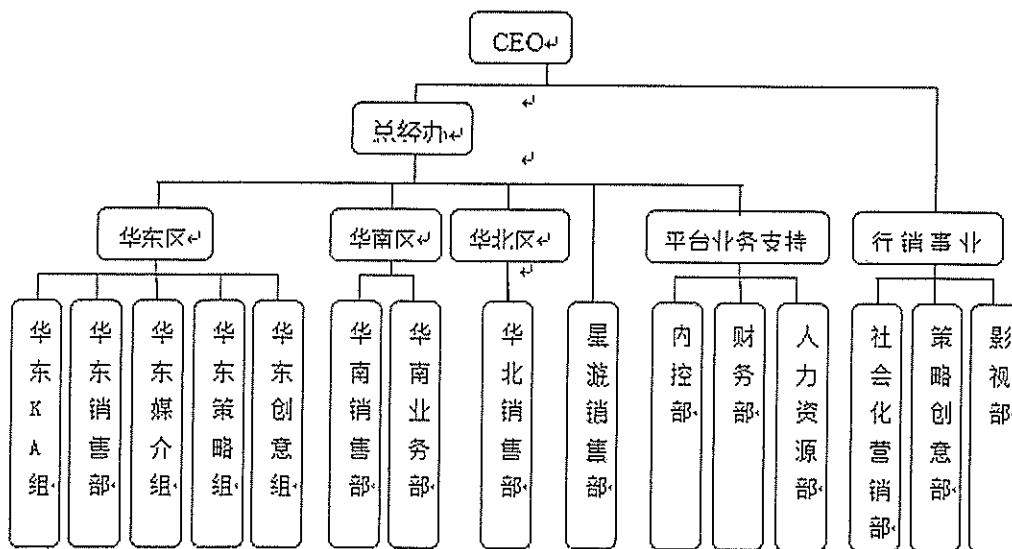 CEO
总经办
华东区
华南区
华北区
平台业务支持
行销事业
华东KA组
华东销售部
华东媒介组
华东策略组
华东创意组
华南销售部
华南业务部
华北销售部
星游销售部
内控部
财务部
人力资源部
社会化营销部
策略创意部
影视部